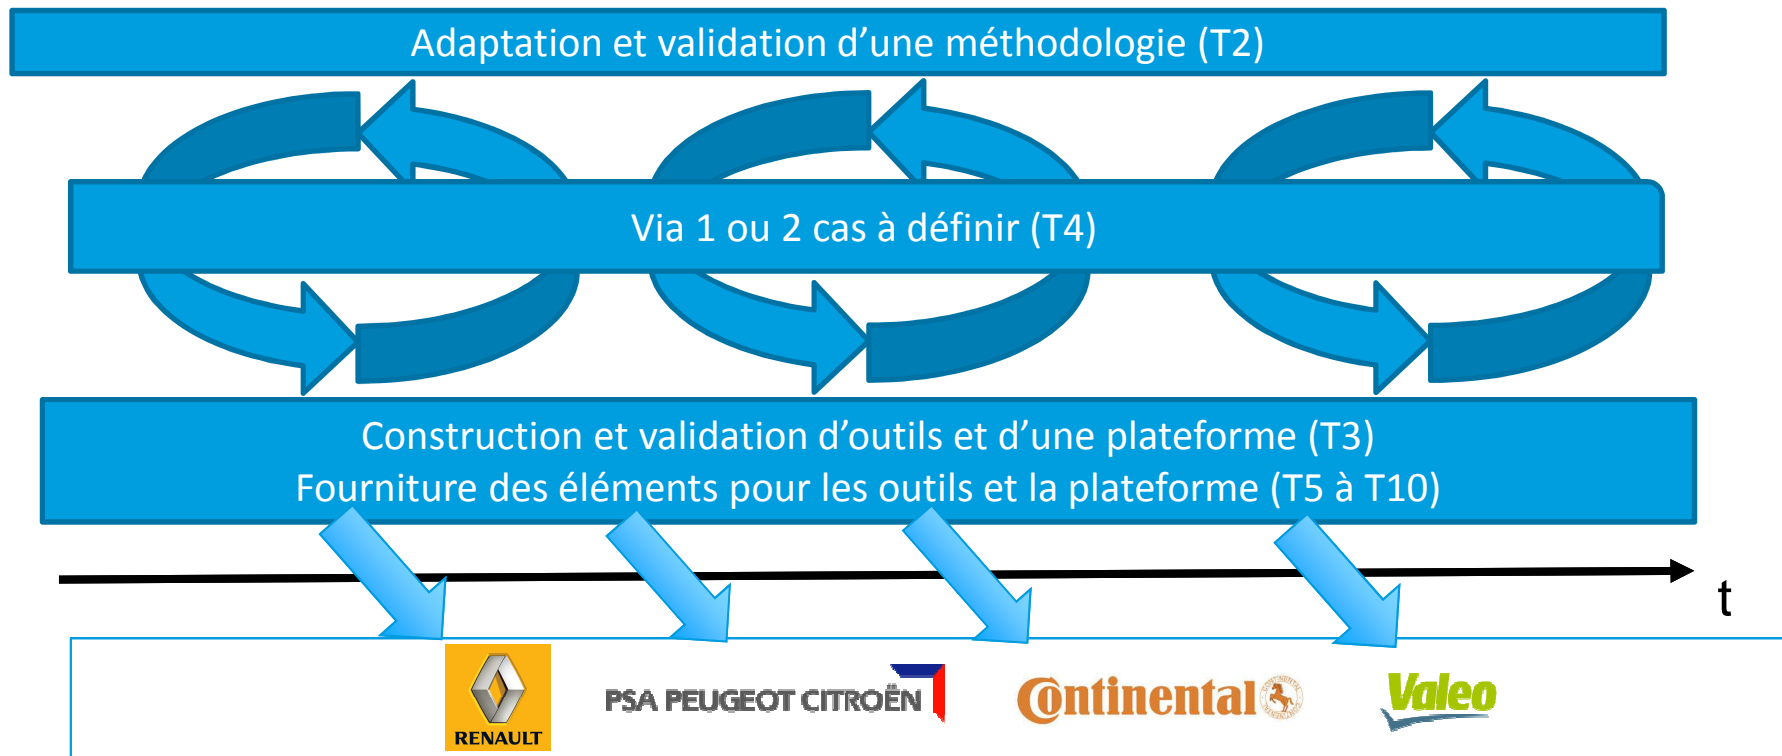 Adaptation et validation d’une méthodologie (T2)
Via 1 ou 2 cas à définir (T4)
Construction et validation d’outils et d’une plateforme (T3)
Fourniture des éléments pour les outils et la plateforme (T5 à T10)
t
RENAULT
PSA PEUGEOT CITROËN
Continental
Valeo